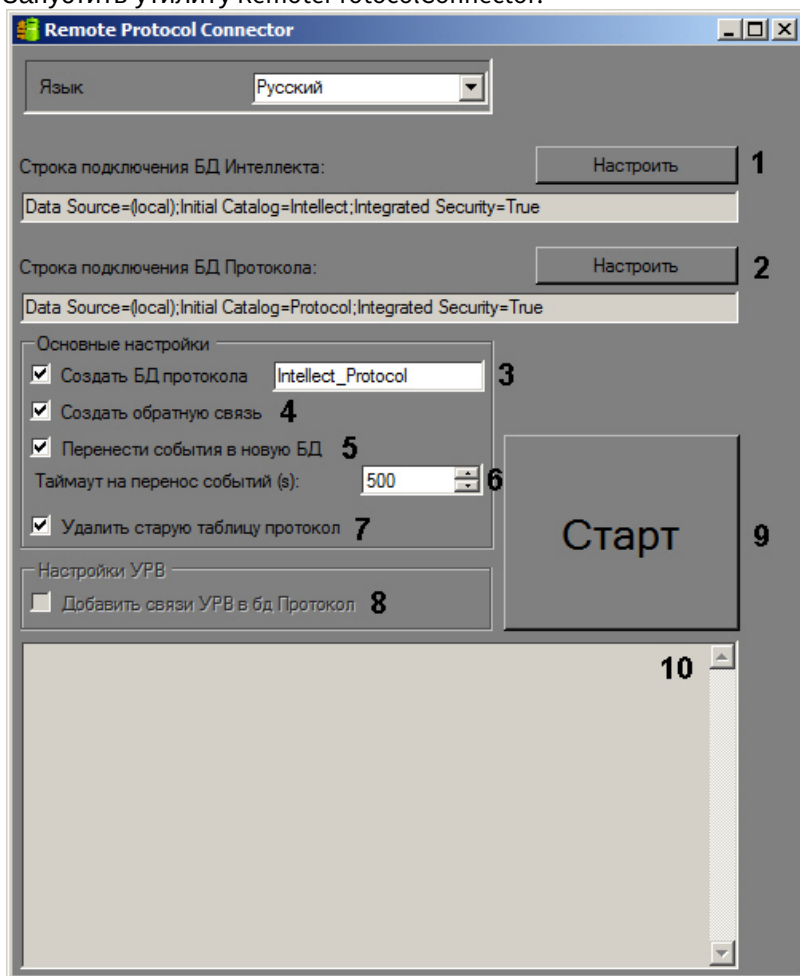 Запустить утилиту RemoteProtocolConnector.
Remote Protocol Connector
Язык Русский
Строка подключения БД Интеллекта: Настроить 1
Data Source=(local);Initial Catalog=Intellect;Integrated Security=True
Строка подключения БД Протокола: Настроить 2
Data Source=(local);Initial Catalog=Protocol;Integrated Security=True
Основные настройки
Создать БД протокола Intellect_Protocol 3
Создать обратную связь 4
Перенести события в новую БД 5
Таймаут на перенос событий (s): 500 6
Удалить старую таблицу протокол 7
Старт 9
Настройки УРВ
Добавить связи УРВ в бд Протокол 8
10